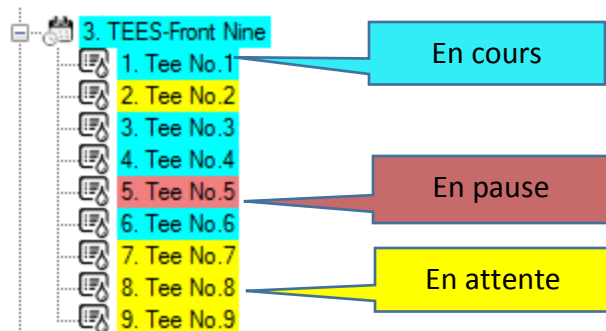 3. TEES-Front Nine
1. Tee No.1
2. Tee No.2
3. Tee No.3
4. Tee No.4
5. Tee No.5
6. Tee No.6
7. Tee No.7
8. Tee No.8
9. Tee No.9
En cours
En pause
En attente